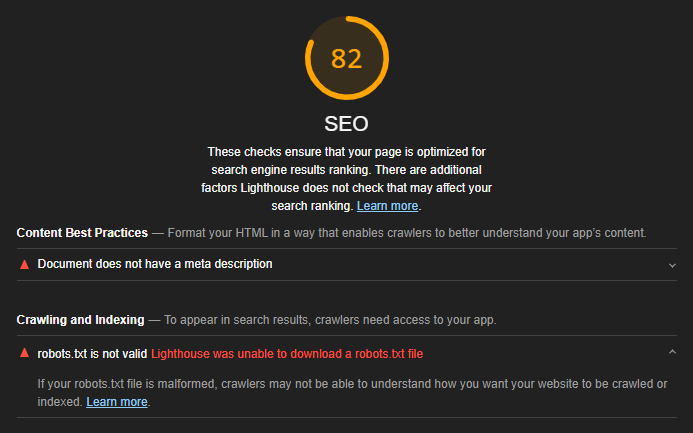 82
SEO
These checks ensure that your page is optimized for
search engine results ranking. There are additional
factors Lighthouse does not check that may affect your
search ranking. Learn more.
Content Best Practices — Format your HTML in a way that enables crawlers to better understand your app's content.
Document does not have a meta description
Crawling and Indexing — To appear in search results, crawlers need access to your app.
robots.txt is not valid Lighthouse was unable to download a robots.txt file
If your robots.txt file is malformed, crawlers may not be able to understand how you want your website to be crawled or
indexed. Learn more.